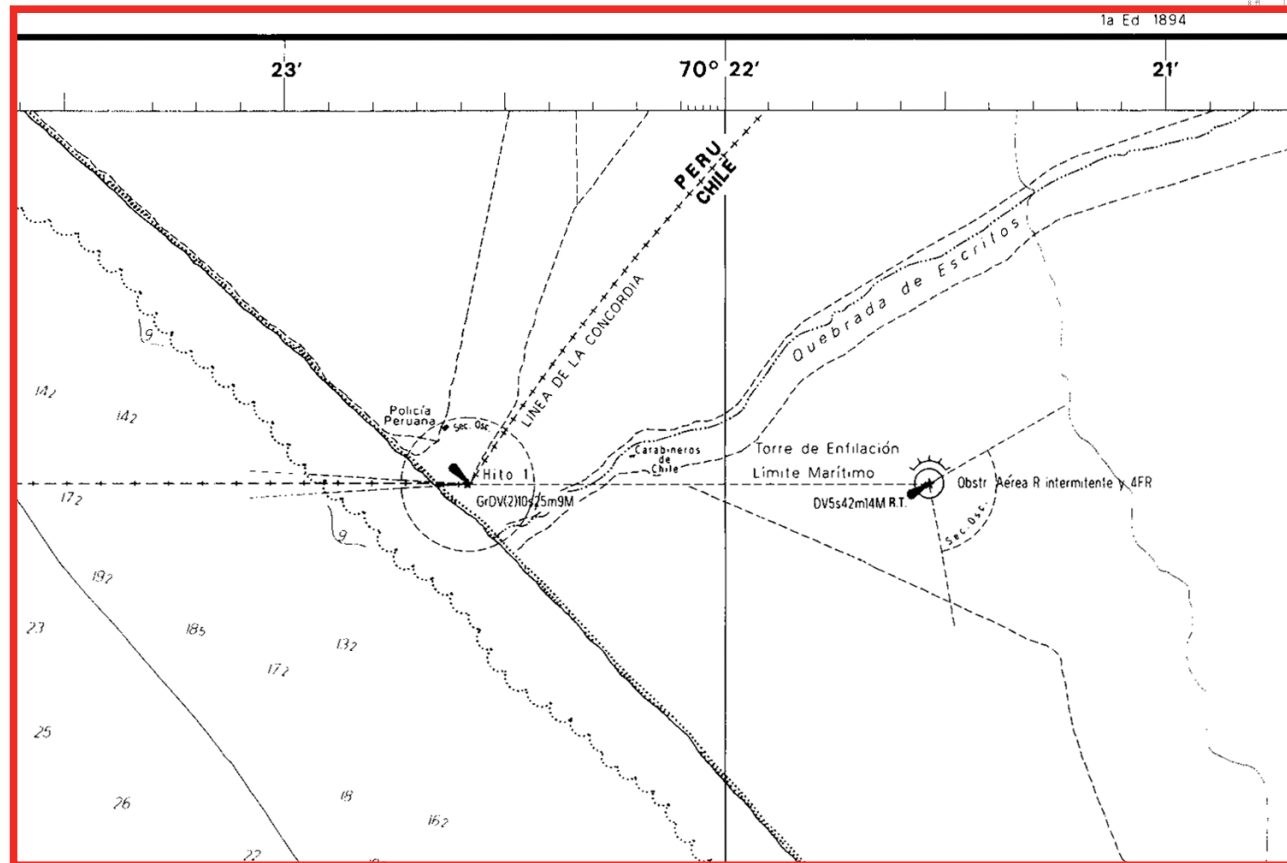 1a Ed 1894
23'
70° 22'
21'
PERU
CHILE
LINEA DE LA CONCORDIA
Quebrada de Escritos
9
14₂
14₂
Policía
Peruana
Sec. Osc.
Hito 1
GrDV(2)10s25m9M
Carabineros
de
Chile
Torre de Enfilación
Límite Marítimo
DV5s42m14M R.T.
Obstr Aérea R intermitente y 4FR
Sec. Osc.
17₂
9
19₂
23
18₅
13₂
17₂
25
26
18
16₂
22